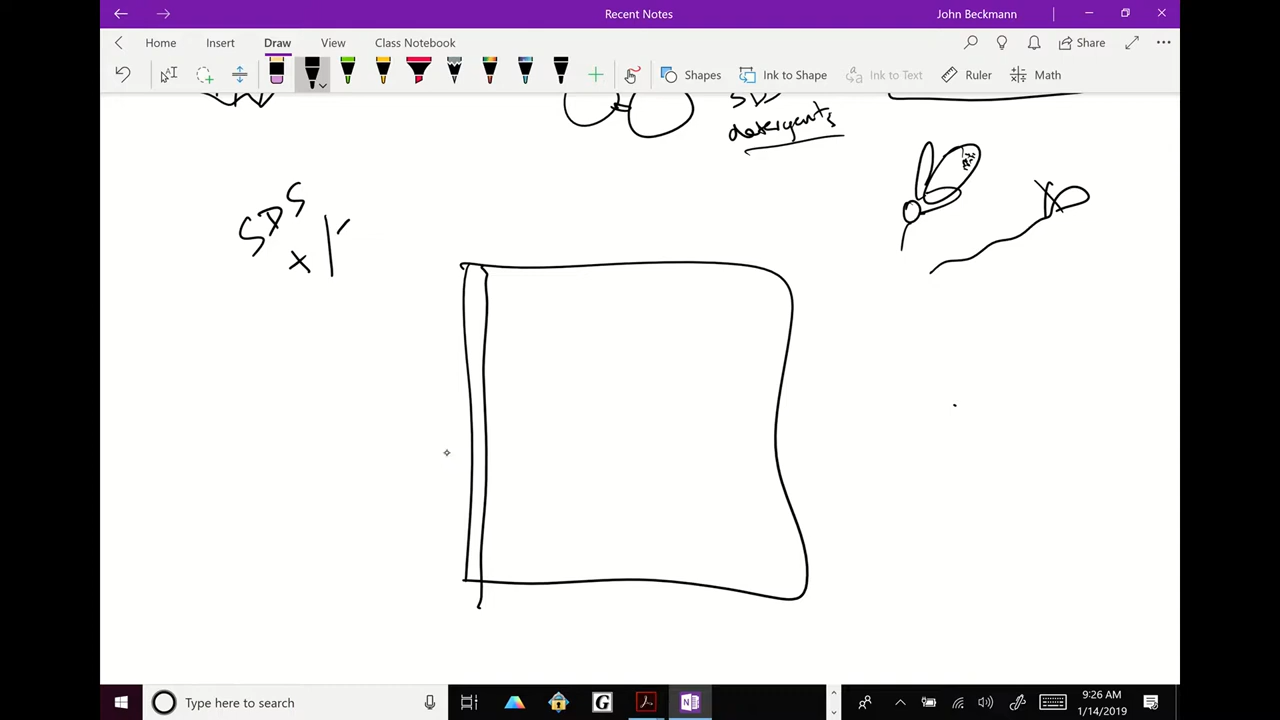 Recent Notes
John Beckmann
Home
Insert
Draw
View
Class Notebook
Share
Shapes
Ink to Shape
Ink to Text
Ruler
Math
SDS
detergents
SDS
x
Type here to search
9:26 AM
1/14/2019